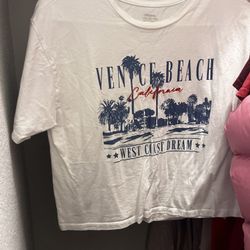 VENICE BEACH
California
★★ WEST COAST DREAM ★★